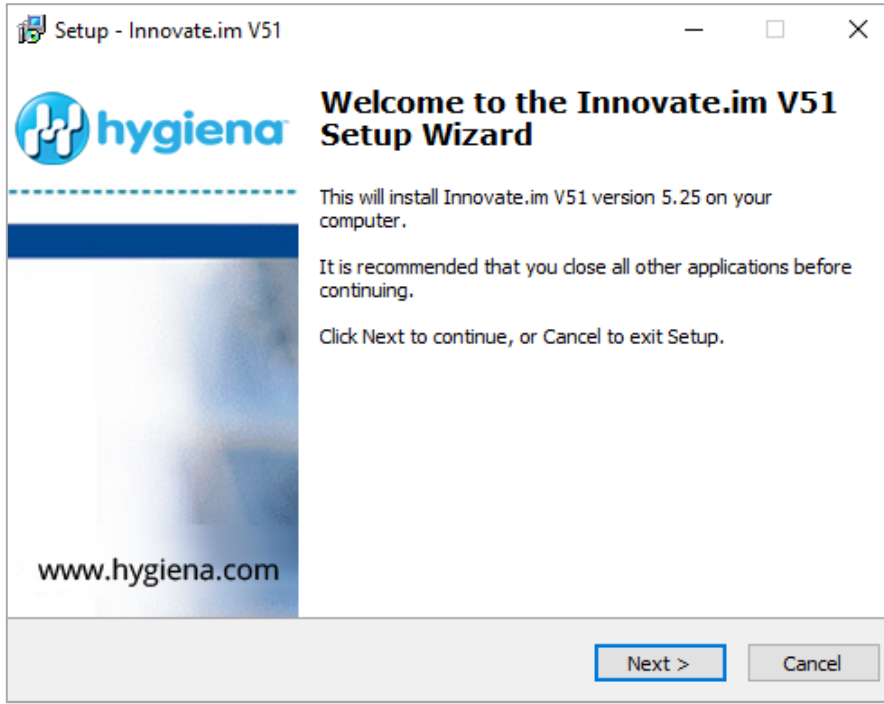 Setup - Innovate.im V51
hygiena™
Welcome to the Innovate.im V51
Setup Wizard
This will install Innovate.im V51 version 5.25 on your
computer.
It is recommended that you close all other applications before
continuing.
Click Next to continue, or Cancel to exit Setup.
www.hygiena.com
Next >
Cancel